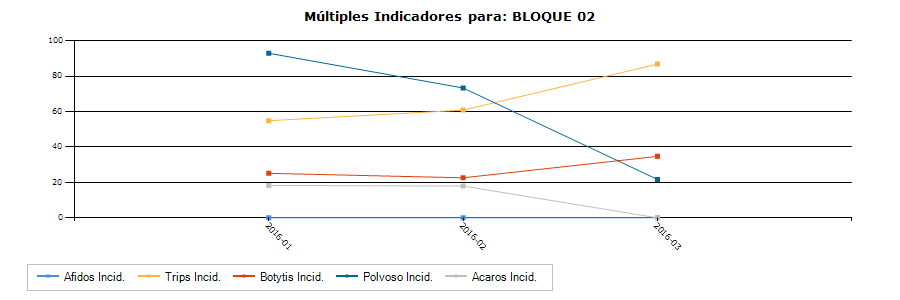 Múltiples Indicadores para: BLOQUE 02
100
80
60
40
20
0
2016-01
2016-02
2016-03
Afidos Incid.
Trips Incid.
Botytis Incid.
Polvoso Incid.
Acaros Incid.